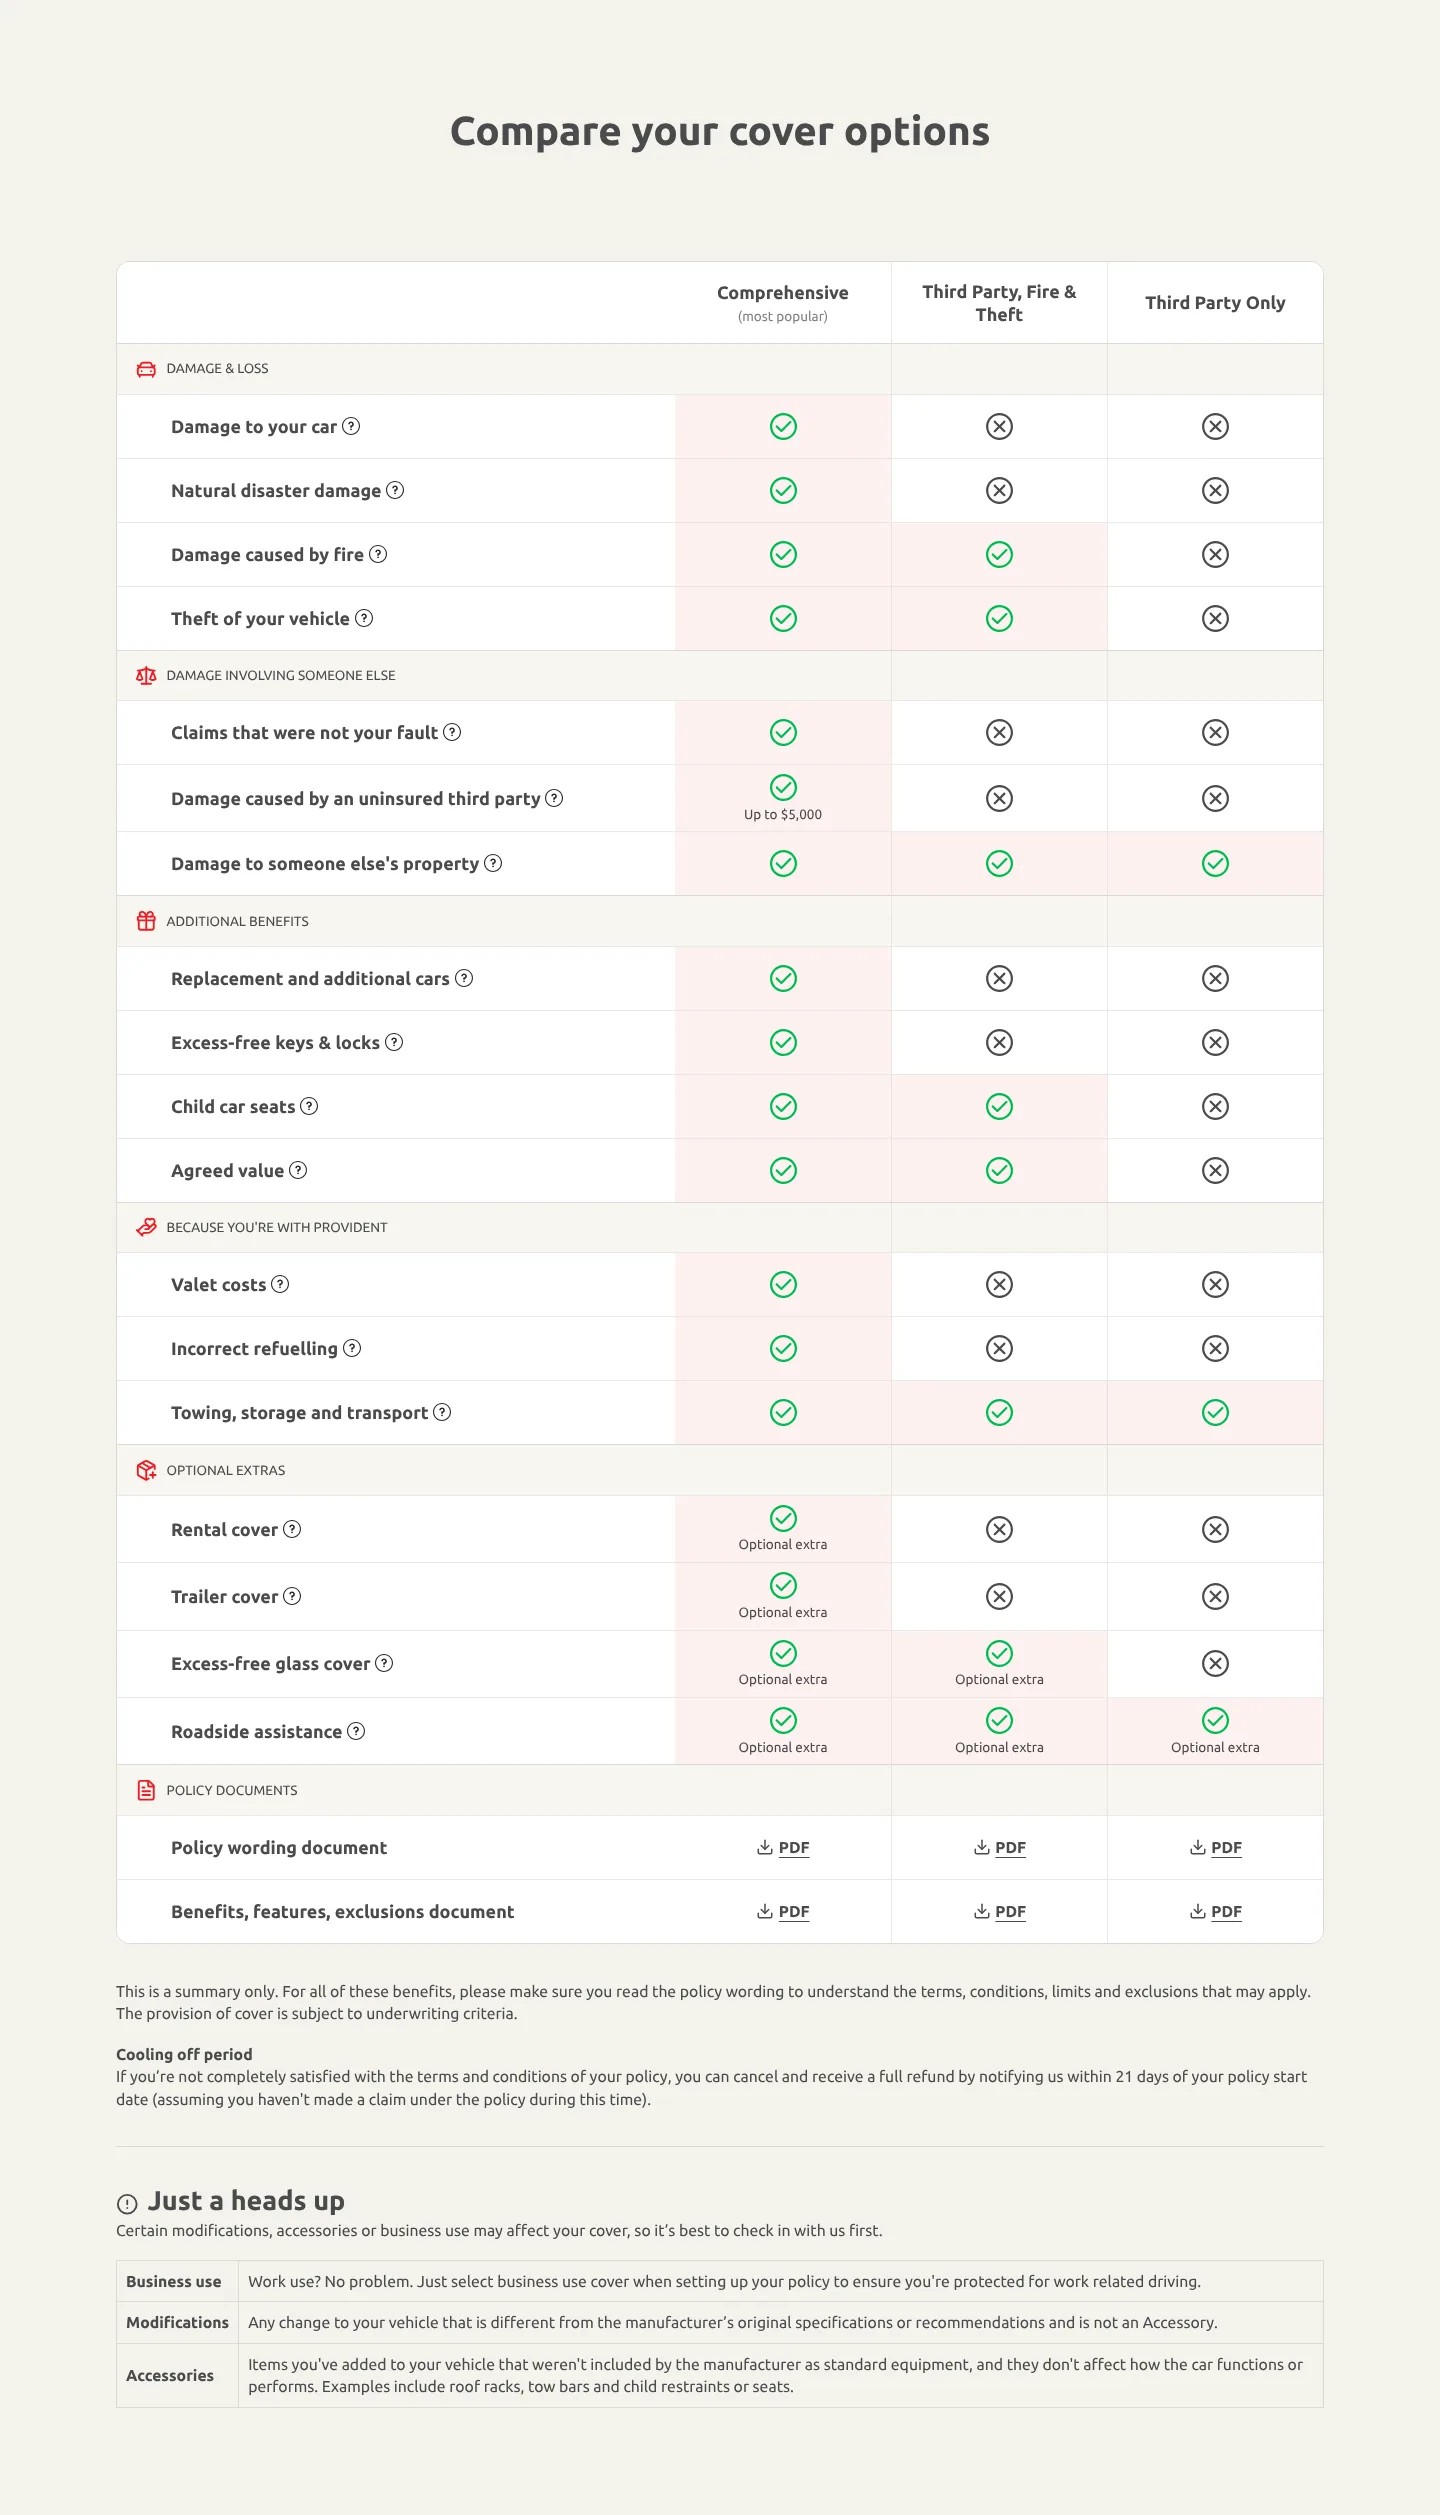 Compare your cover options
Comprehensive
(most popular)
Third Party, Fire &
Theft
Third Party Only
DAMAGE & LOSS
Damage to your car ?
Natural disaster damage ?
Damage caused by fire ?
Theft of your vehicle ?
DAMAGE INVOLVING SOMEONE ELSE
Claims that were not your fault ?
Damage caused by an uninsured third party ?
Up to $5,000
Damage to someone else's property ?
ADDITIONAL BENEFITS
Replacement and additional cars ?
Excess-free keys & locks ?
Child car seats ?
Agreed value ?
BECAUSE YOU'RE WITH PROVIDENT
Valet costs ?
Incorrect refuelling ?
Towing, storage and transport ?
OPTIONAL EXTRAS
Rental cover ?
Optional extra
Trailer cover ?
Optional extra
Excess-free glass cover ?
Optional extra Optional extra
Roadside assistance ?
Optional extra Optional extra Optional extra
POLICY DOCUMENTS
Policy wording document PDF PDF PDF
Benefits, features, exclusions document PDF PDF PDF
This is a summary only. For all of these benefits, please make sure you read the policy wording to understand the terms, conditions, limits and exclusions that may apply.
The provision of cover is subject to underwriting criteria.
Cooling off period
If you’re not completely satisfied with the terms and conditions of your policy, you can cancel and receive a full refund by notifying us within 21 days of your policy start
date (assuming you haven't made a claim under the policy during this time).
Just a heads up
Certain modifications, accessories or business use may affect your cover, so it’s best to check in with us first.
Business use Work use? No problem. Just select business use cover when setting up your policy to ensure you're protected for work related driving.
Modifications Any change to your vehicle that is different from the manufacturer’s original specifications or recommendations and is not an Accessory.
Accessories Items you've added to your vehicle that weren't included by the manufacturer as standard equipment, and they don't affect how the car functions or
performs. Examples include roof racks, tow bars and child restraints or seats.